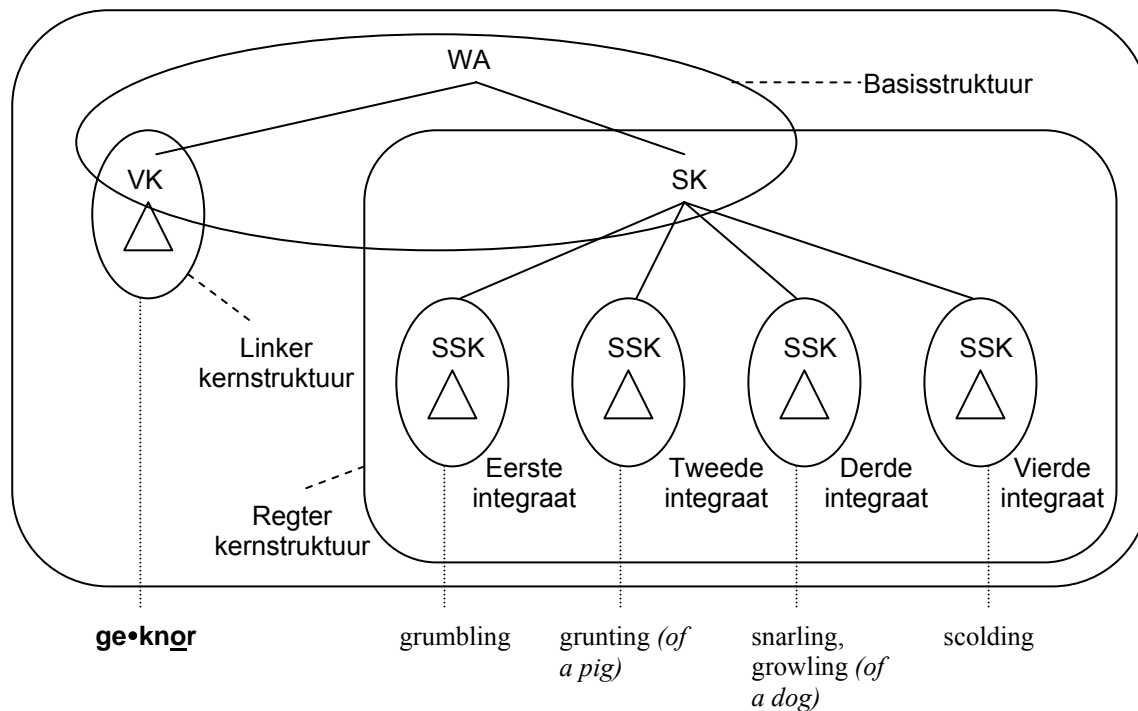 WA
Basisstruktuur
VK
SK
SSK SSK SSK SSK
Linker
kernstruktuur
Eerste
integraat
Tweede
integraat
Derde
integraat
Vierde
integraat
Regter
kernstruktuur
ge•knor
grumbling
grunting (of
a pig)
snarling,
growling (of
a dog)
scolding